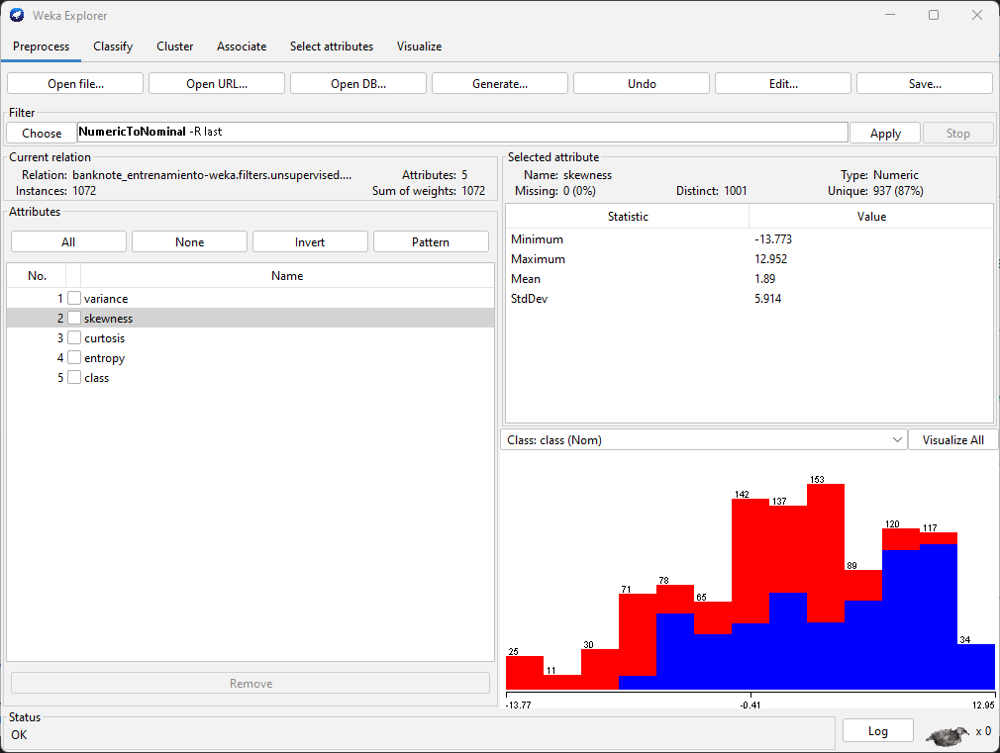 Weka Explorer
Preprocess Classify Cluster Associate Select attributes Visualize
Open file... Open URL... Open DB... Generate... Undo Edit... Save...
Filter
Choose NumericToNominal -R last Apply Stop
Current relation
Relation: banknote_entrenamiento-weka.filters.unsupervised.... Attributes: 5
Instances: 1072 Sum of weights: 1072
Attributes
All None Invert Pattern
No. Name
1 variance
2 skewness
3 curtosis
4 entropy
5 class
Remove
Selected attribute
Name: skewness Type: Numeric
Missing: 0 (0%) Distinct: 1001 Unique: 937 (87%)
Statistic Value
Minimum -13.773
Maximum 12.952
Mean 1.89
StdDev 5.914
Class: class (Nom) Visualize All
25 11 30 71 78 65 142 137 153 89 120 117 34
-13.77 -0.41 12.95
Status
OK
Log x 0